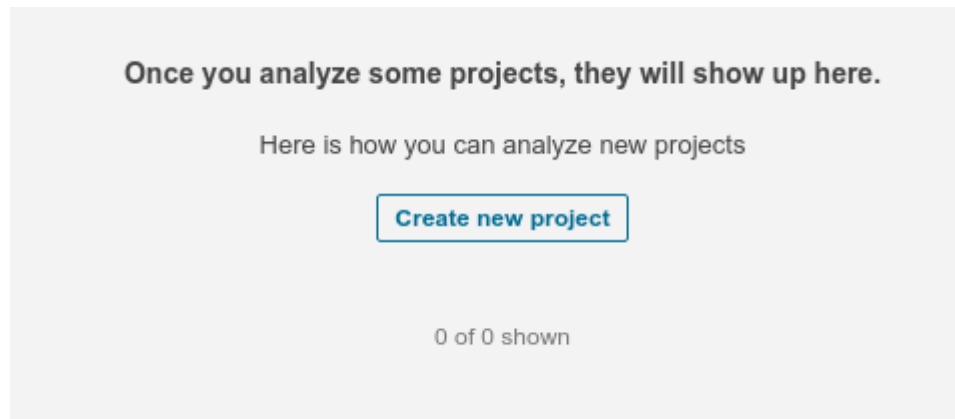 Once you analyze some projects, they will show up here.
Here is how you can analyze new projects
Create new project
0 of 0 shown